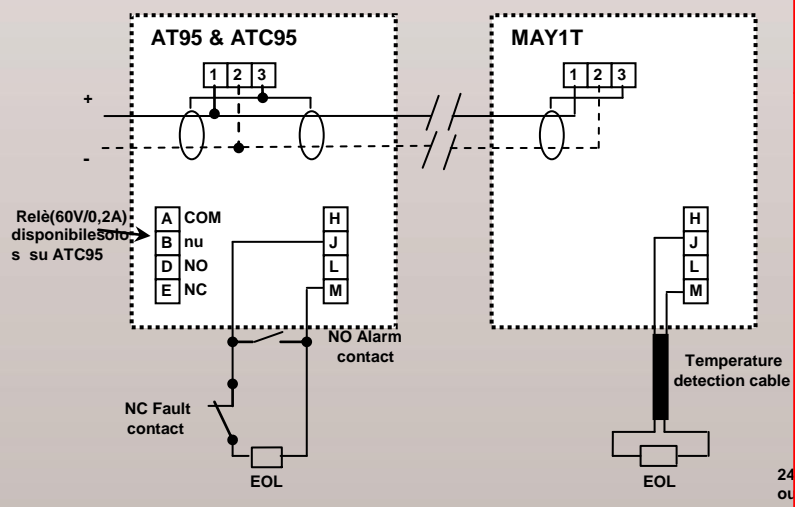 AT95 & ATC95
MAY1T
1 2 3
1 2 3
+
-
Relè(60V/0,2A)
disponibilesolo
s su ATC95
A COM
B nu
D NO
E NC
H
J
L
M
H
J
L
M
NO Alarm
contact
NC Fault
contact
EOL
Temperature
detection cable
EOL
24
ou